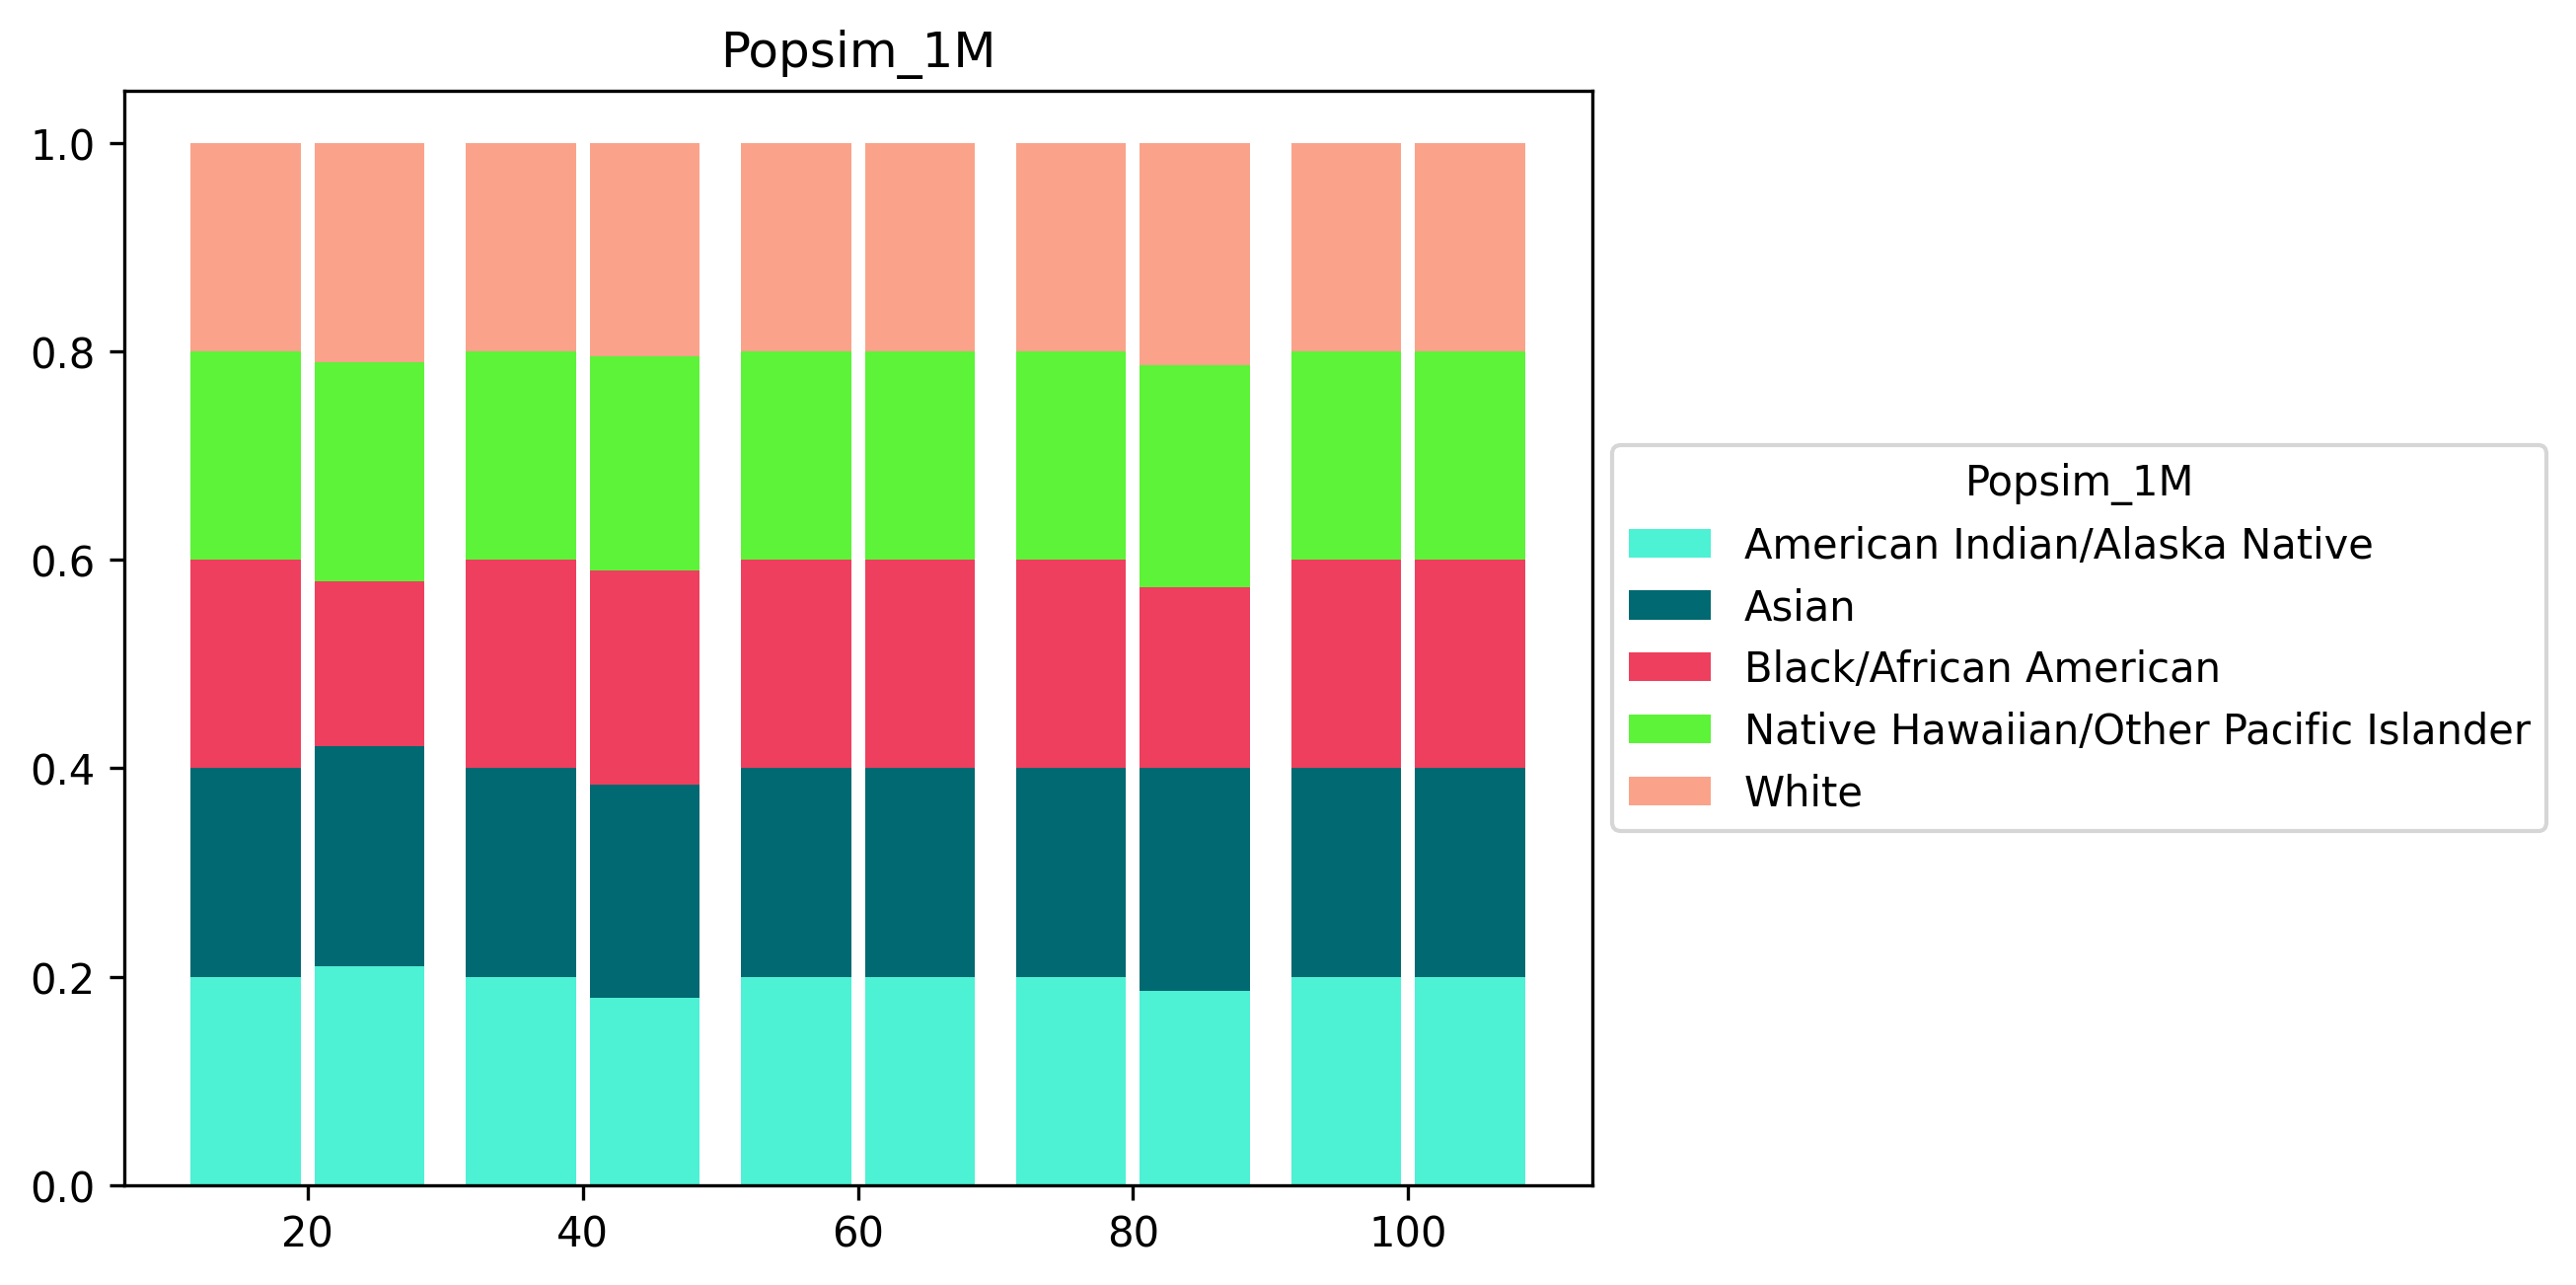 Popsim_1M
1.0
0.8
0.6
0.4
0.2
0.0
20 40 60 80 100
Popsim_1M
American Indian/Alaska Native
Asian
Black/African American
Native Hawaiian/Other Pacific Islander
White